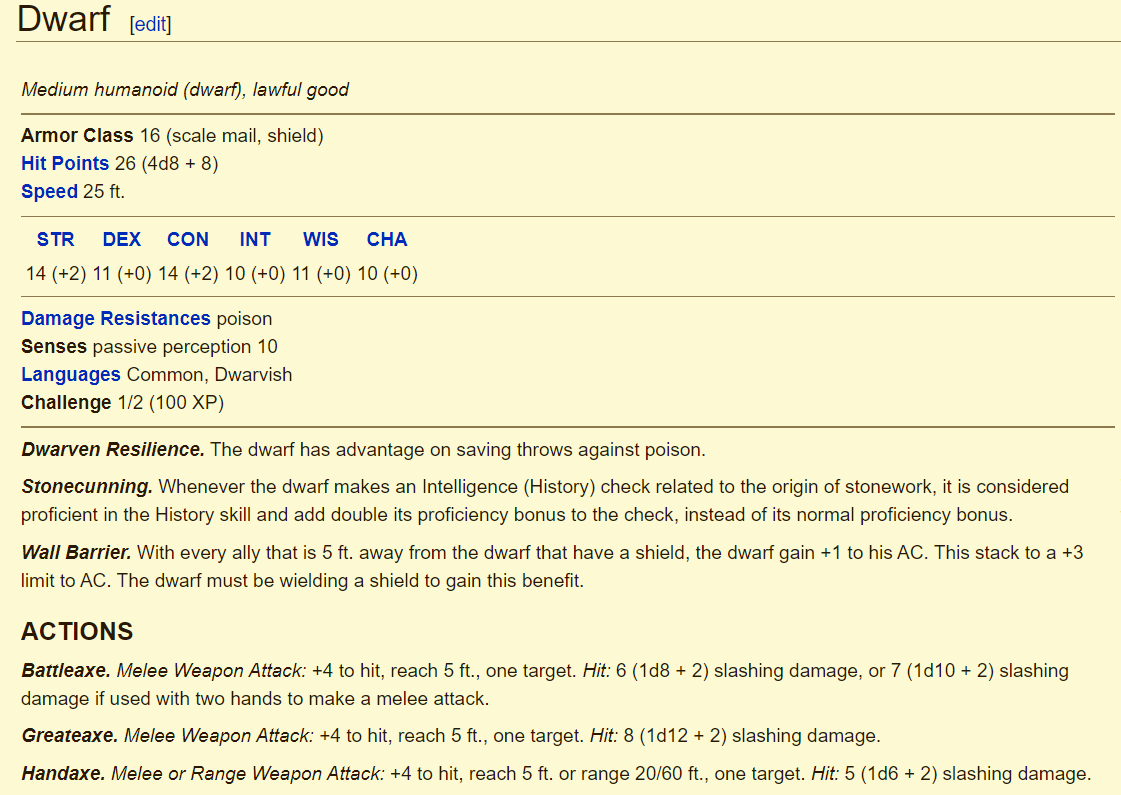 Dwarf [edit]
Medium humanoid (dwarf), lawful good
Armor Class 16 (scale mail, shield)
Hit Points 26 (4d8 + 8)
Speed 25 ft.
STR DEX CON INT WIS CHA
14 (+2) 11 (+0) 14 (+2) 10 (+0) 11 (+0) 10 (+0)
Damage Resistances poison
Senses passive perception 10
Languages Common, Dwarvish
Challenge 1/2 (100 XP)
Dwarven Resilience. The dwarf has advantage on saving throws against poison.
Stonecunning. Whenever the dwarf makes an Intelligence (History) check related to the origin of stonework, it is considered
proficient in the History skill and add double its proficiency bonus to the check, instead of its normal proficiency bonus.
Wall Barrier. With every ally that is 5 ft. away from the dwarf that have a shield, the dwarf gain +1 to his AC. This stack to a +3
limit to AC. The dwarf must be wielding a shield to gain this benefit.
ACTIONS
Battleaxe. Melee Weapon Attack: +4 to hit, reach 5 ft., one target. Hit: 6 (1d8 + 2) slashing damage, or 7 (1d10 + 2) slashing
damage if used with two hands to make a melee attack.
Greateaxe. Melee Weapon Attack: +4 to hit, reach 5 ft., one target. Hit: 8 (1d12 + 2) slashing damage.
Handaxe. Melee or Range Weapon Attack: +4 to hit, reach 5 ft. or range 20/60 ft., one target. Hit: 5 (1d6 + 2) slashing damage.